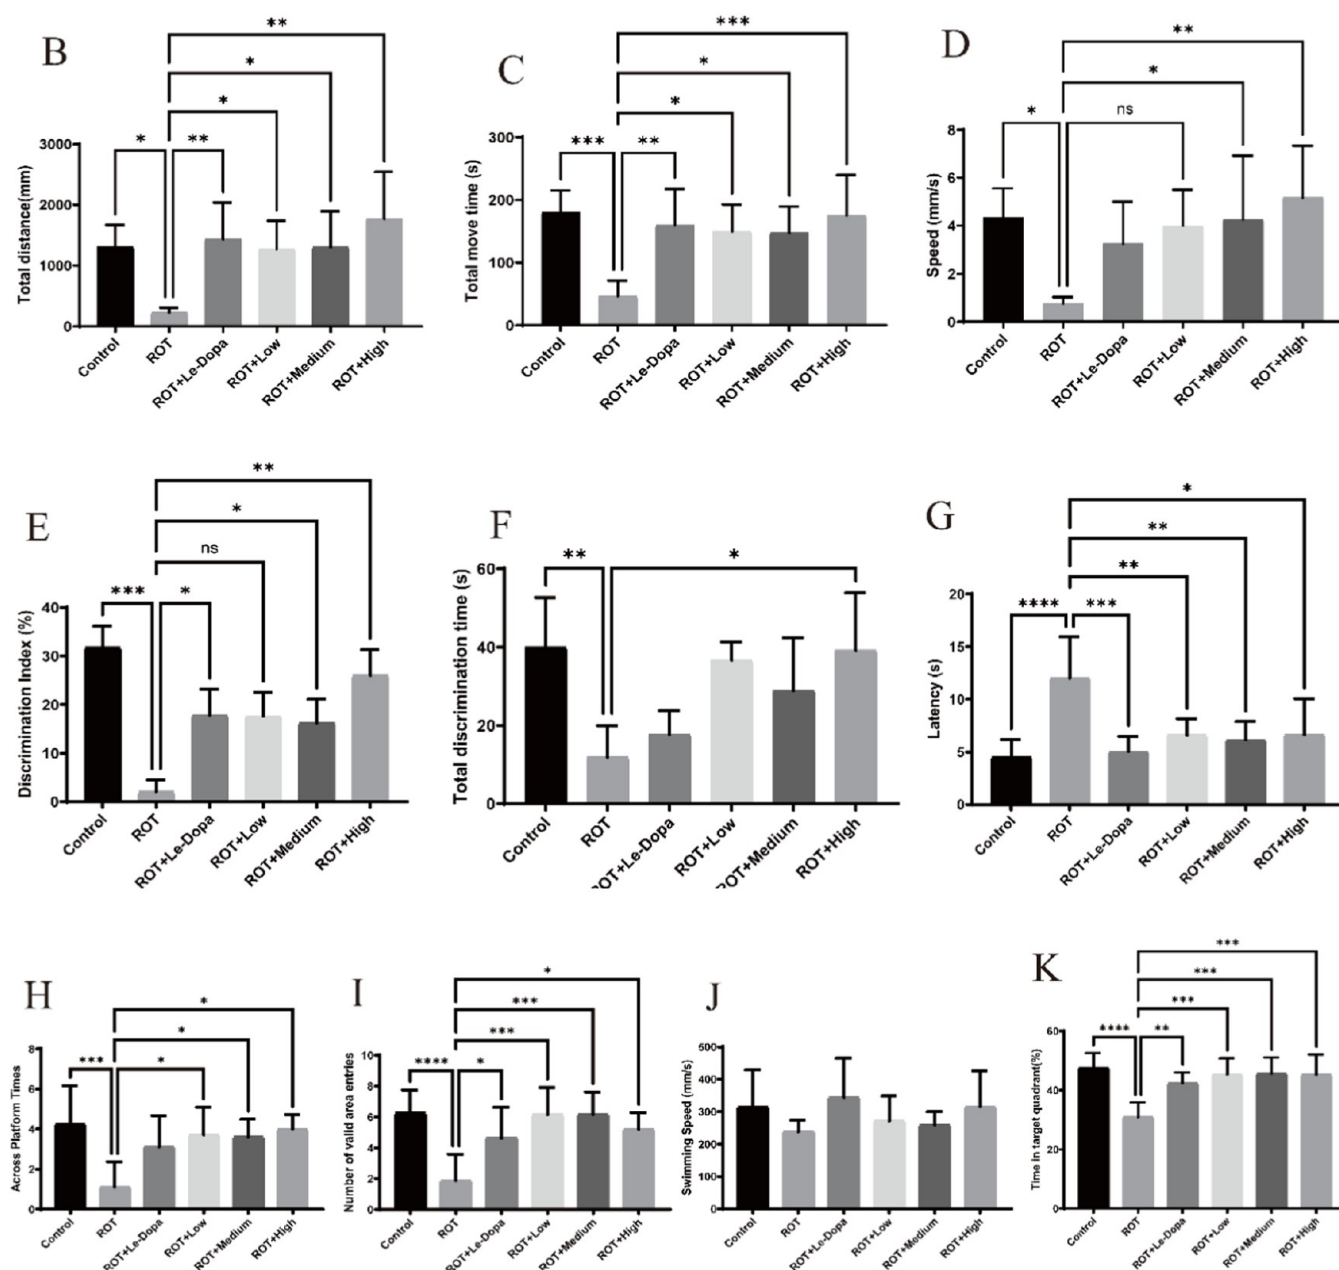 B
**
*
*
*
**
Total distance(mm)
3000
2000
1000
0
Control
ROT
ROT+Le-Dopa
ROT+Low
ROT+Medium
ROT+High
C
***
*
*
***
**
Total move time (s)
300
200
100
0
Control
ROT
ROT+Le-Dopa
ROT+Low
ROT+Medium
ROT+High
D
**
*
*
ns
Speed (mm/s)
8
6
4
2
0
Control
ROT
ROT+Le-Dopa
ROT+Low
ROT+Medium
ROT+High
E
**
*
ns
***
*
Discrimination Index (%)
40
30
20
10
0
Control
ROT
ROT+Le-Dopa
ROT+Low
ROT+Medium
ROT+High
F
**
*
Total discrimination time (s)
60
40
20
0
Control
ROT
ROT+Le-Dopa
ROT+Low
ROT+Medium
ROT+High
G
*
**
**
****
***
Latency (s)
20
15
10
5
0
Control
ROT
ROT+Le-Dopa
ROT+Low
ROT+Medium
ROT+High
H
*
*
***
*
Across Platform Times
8
6
4
2
0
Control
ROT
ROT+Le-Dopa
ROT+Low
ROT+Medium
ROT+High
I
*
***
***
****
*
Number of valid area entries
10
8
6
4
2
0
Control
ROT
ROT+Le-Dopa
ROT+Low
ROT+Medium
ROT+High
J
Swimming Speed (mm/s)
500
400
300
200
100
0
Control
ROT
ROT+Le-Dopa
ROT+Low
ROT+Medium
ROT+High
K
***
***
***
****
**
Time in target quadrant(%)
60
40
20
0
Control
ROT
ROT+Le-Dopa
ROT+Low
ROT+Medium
ROT+High